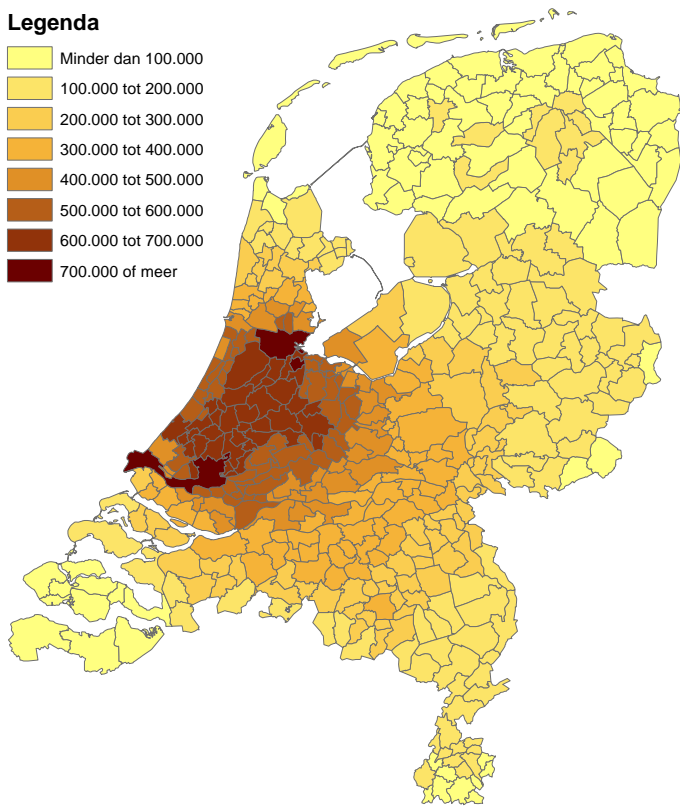 Legenda
Minder dan 100.000
100.000 tot 200.000
200.000 tot 300.000
300.000 tot 400.000
400.000 tot 500.000
500.000 tot 600.000
600.000 tot 700.000
700.000 of meer